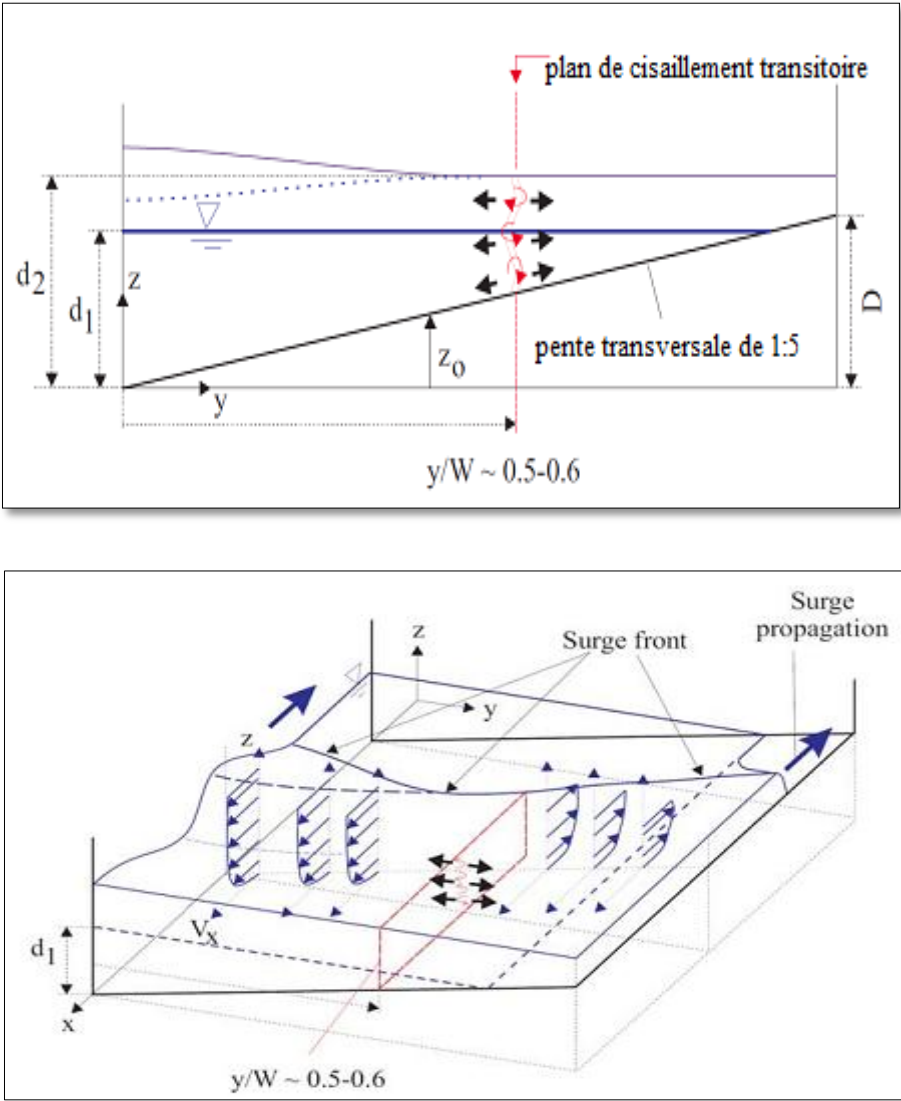 plan de cisaillement transitoire
d2
d1
z
z0
y
D
pente transversale de 1:5
y/W ~ 0.5-0.6
Surge
propagation
Surge front
z
y
z
Vx
d1
x
y/W ~ 0.5-0.6